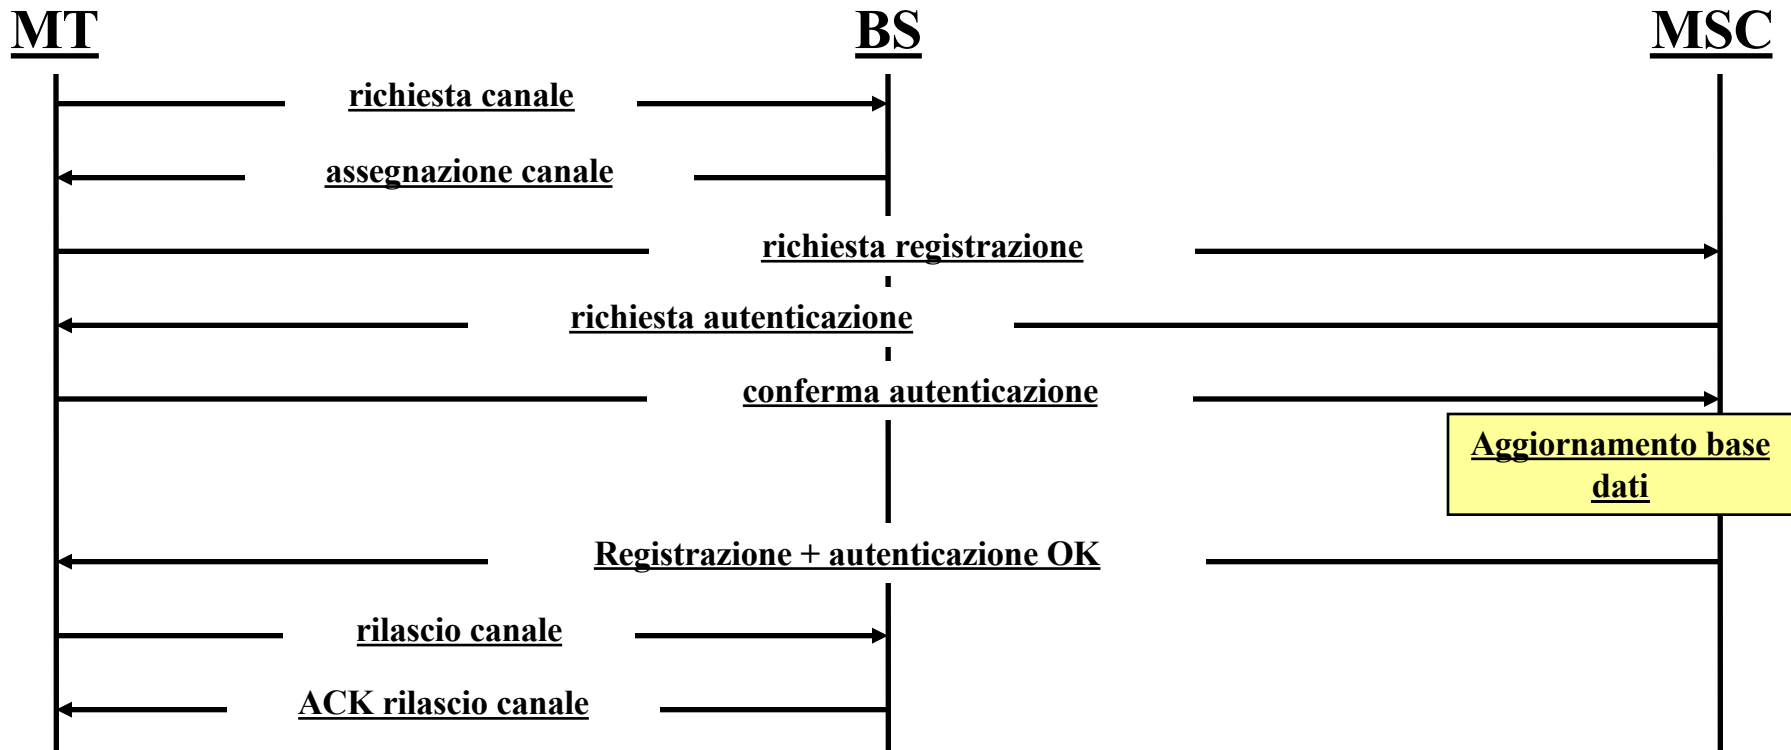 MT BS MSC
richiesta canale
assegnazione canale
richiesta registrazione
richiesta autenticazione
conferma autenticazione
Aggiornamento base
dati
Registrazione + autenticazione OK
rilascio canale
ACK rilascio canale